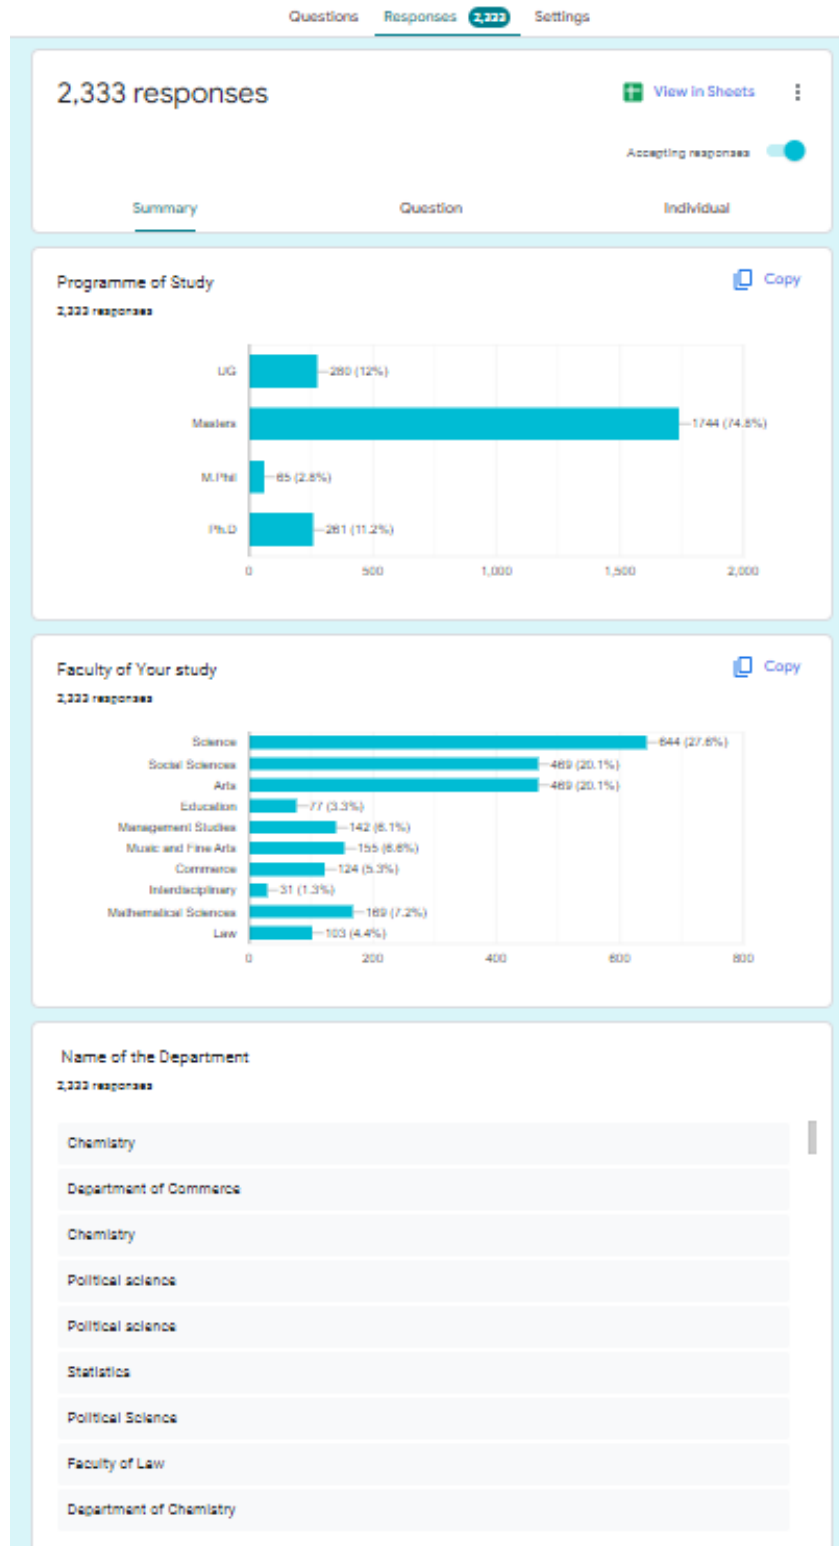 Questions Responses 2,333 Settings
2,333 responses
View in Sheets
Accepting responses
Summary Question Individual
Programme of Study
Copy
2,333 responses
UG 280 (12%)
Masters 1744 (74.8%)
M.Phil 65 (2.8%)
Ph.D 261 (11.2%)
0 500 1,000 1,500 2,000
Faculty of Your study
Copy
2,333 responses
Science 644 (27.6%)
Social Sciences 469 (20.1%)
Arts 469 (20.1%)
Education 77 (3.3%)
Management Studies 142 (6.1%)
Music and Fine Arts 155 (6.6%)
Commerce 124 (5.3%)
Interdisciplinary 31 (1.3%)
Mathematical Sciences 169 (7.2%)
Law 103 (4.4%)
0 200 400 600 800
Name of the Department
2,333 responses
Chemistry
Department of Commerce
Chemistry
Political science
Political science
Statistics
Political Science
Faculty of Law
Department of Chemistry